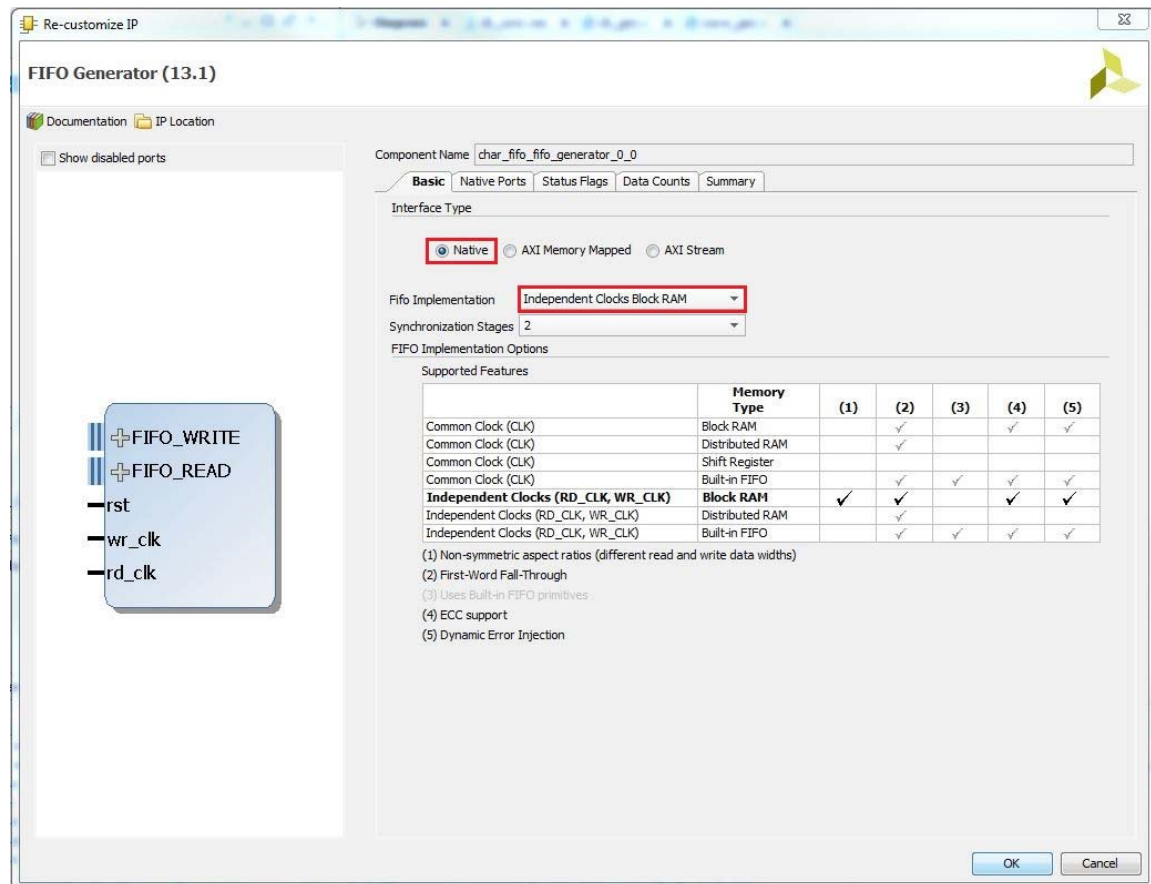 Re-customize IP
FIFO Generator (13.1)
Documentation IP Location
Show disabled ports
FIFO_WRITE
FIFO_READ
rst
wr_clk
rd_clk
Component Name char_fifo_fifo_generator_0_0
Basic Native Ports Status Flags Data Counts Summary
Interface Type
Native AXI Memory Mapped AXI Stream
Fifo Implementation Independent Clocks Block RAM
Synchronization Stages 2
FIFO Implementation Options
Supported Features
Memory
Type (1) (2) (3) (4) (5)
Common Clock (CLK) Block RAM ✓ ✓ ✓
Common Clock (CLK) Distributed RAM ✓
Common Clock (CLK) Shift Register
Common Clock (CLK) Built-in FIFO ✓ ✓ ✓ ✓
Independent Clocks (RD_CLK, WR_CLK) Block RAM ✓ ✓ ✓ ✓
Independent Clocks (RD_CLK, WR_CLK) Distributed RAM ✓
Independent Clocks (RD_CLK, WR_CLK) Built-in FIFO ✓ ✓ ✓ ✓
(1) Non-symmetric aspect ratios (different read and write data widths)
(2) First-Word Fall-Through
(3) Uses Built-in FIFO primitives
(4) ECC support
(5) Dynamic Error Injection
OK Cancel